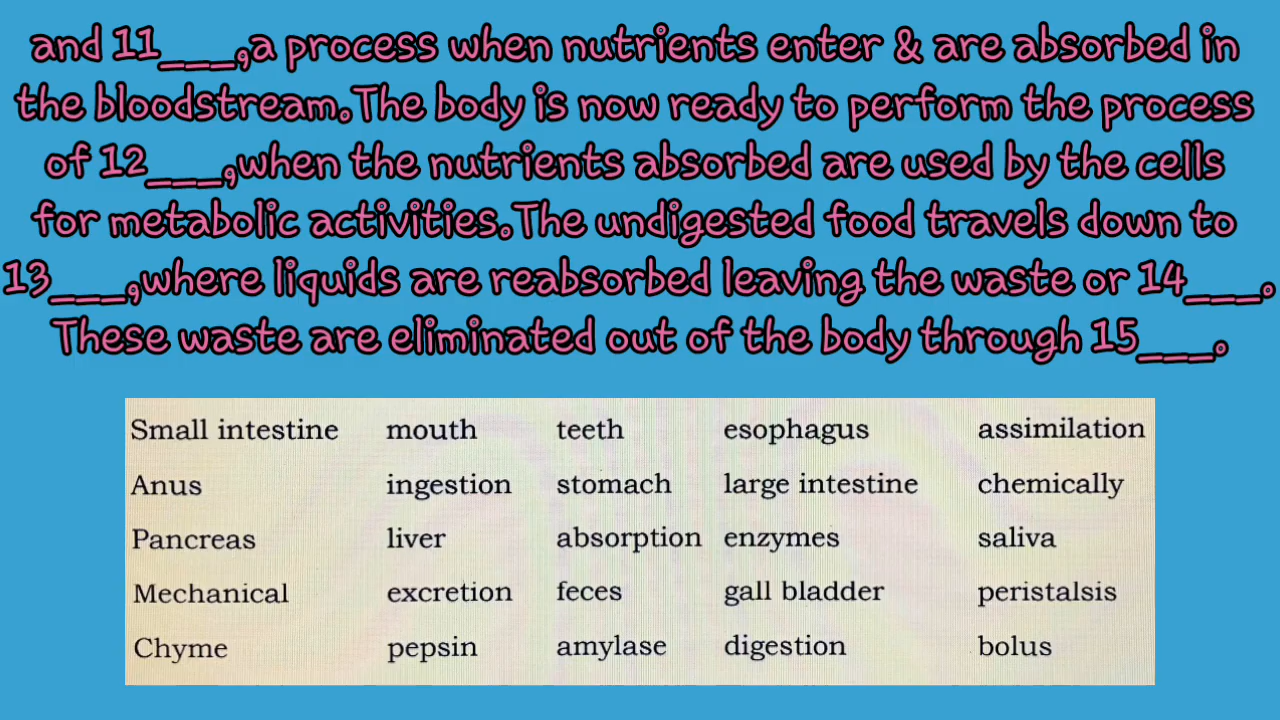 and 11___,a process when nutrients enter & are absorbed in
the bloodstream.The body is now ready to perform the process
of 12___,when the nutrients absorbed are used by the cells
for metabolic activities.The undigested food travels down to
13___,where liquids are reabsorbed leaving the waste or 14___.
These waste are eliminated out of the body through 15___.
Small intestine mouth teeth esophagus assimilation
Anus ingestion stomach large intestine chemically
Pancreas liver absorption enzymes saliva
Mechanical excretion feces gall bladder peristalsis
Chyme pepsin amylase digestion bolus